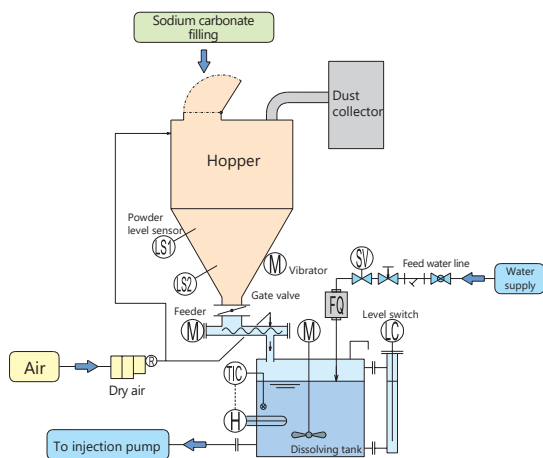 Sodium carbonate
filling
Dust
collector
Hopper
Powder
level sensor
LS1
LS2
M
Vibrator
SV
Feed water line
Water
supply
Gate valve
Feeder
M
FQ
M
Level switch
LC
Air
R
Dry air
TIC
H
To injection pump
Dissolving tank